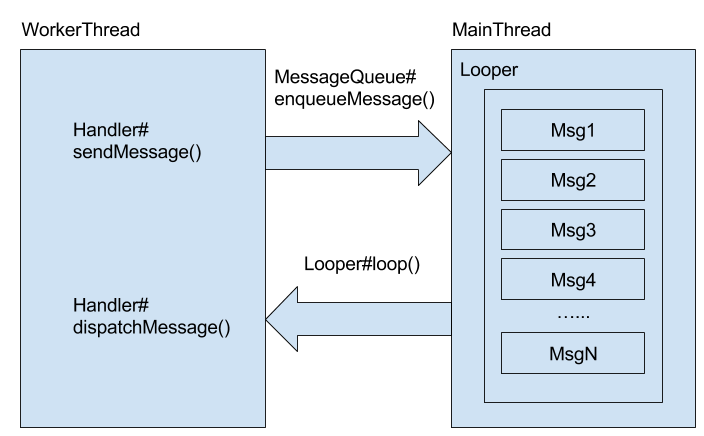 WorkerThread
Handler#
sendMessage()
Handler#
dispatchMessage()
MessageQueue#
enqueueMessage()
Looper#loop()
MainThread
Looper
Msg1
Msg2
Msg3
Msg4
…...
MsgN